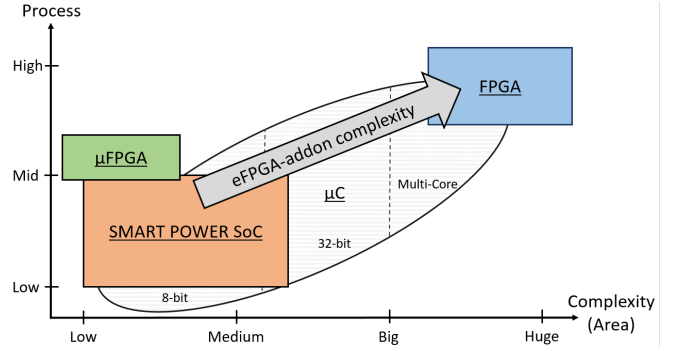 Process
High
FPGA
eFPGA-addon complexity
μFPGA
Mid
μC
Multi-Core
SMART POWER SoC
32-bit
Low
8-bit
Complexity
(Area)
Low
Medium
Big
Huge